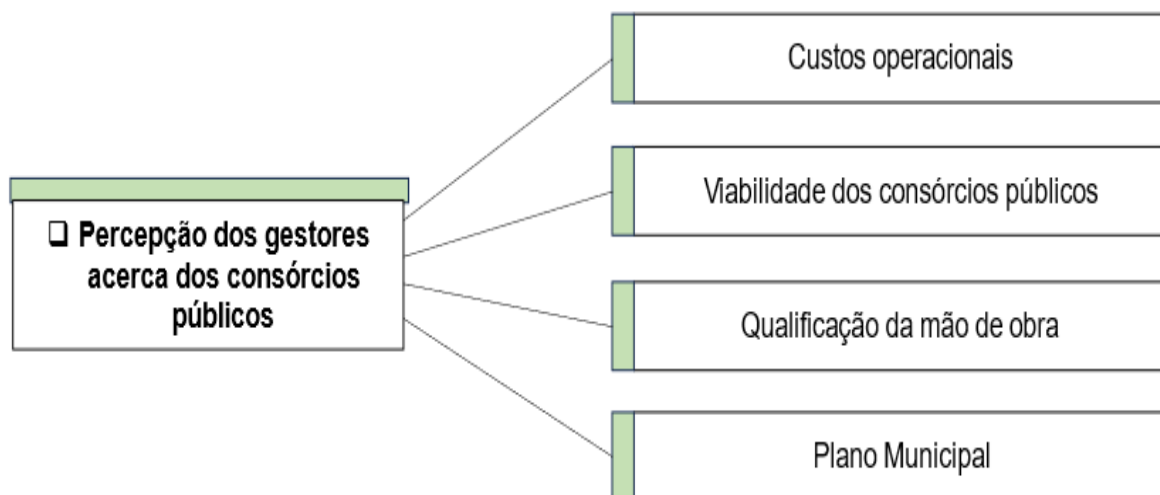 ❑ Percepção dos gestores
acerca dos consórcios
públicos
Custos operacionais
Viabilidade dos consórcios públicos
Qualificação da mão de obra
Plano Municipal